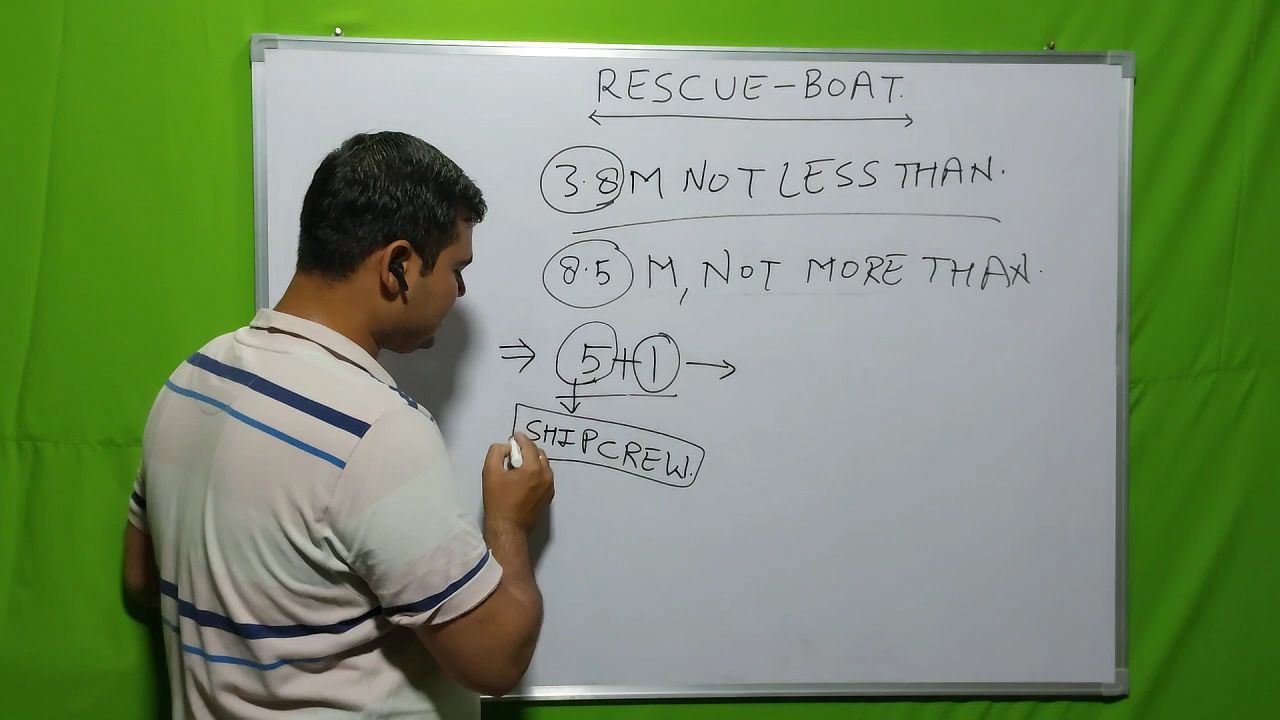 RESCUE-BOAT.
3.8 M NOT LESS THAN.
8.5 M, NOT MORE THAN.
⇒ 5+1 →
SHIPCREW.